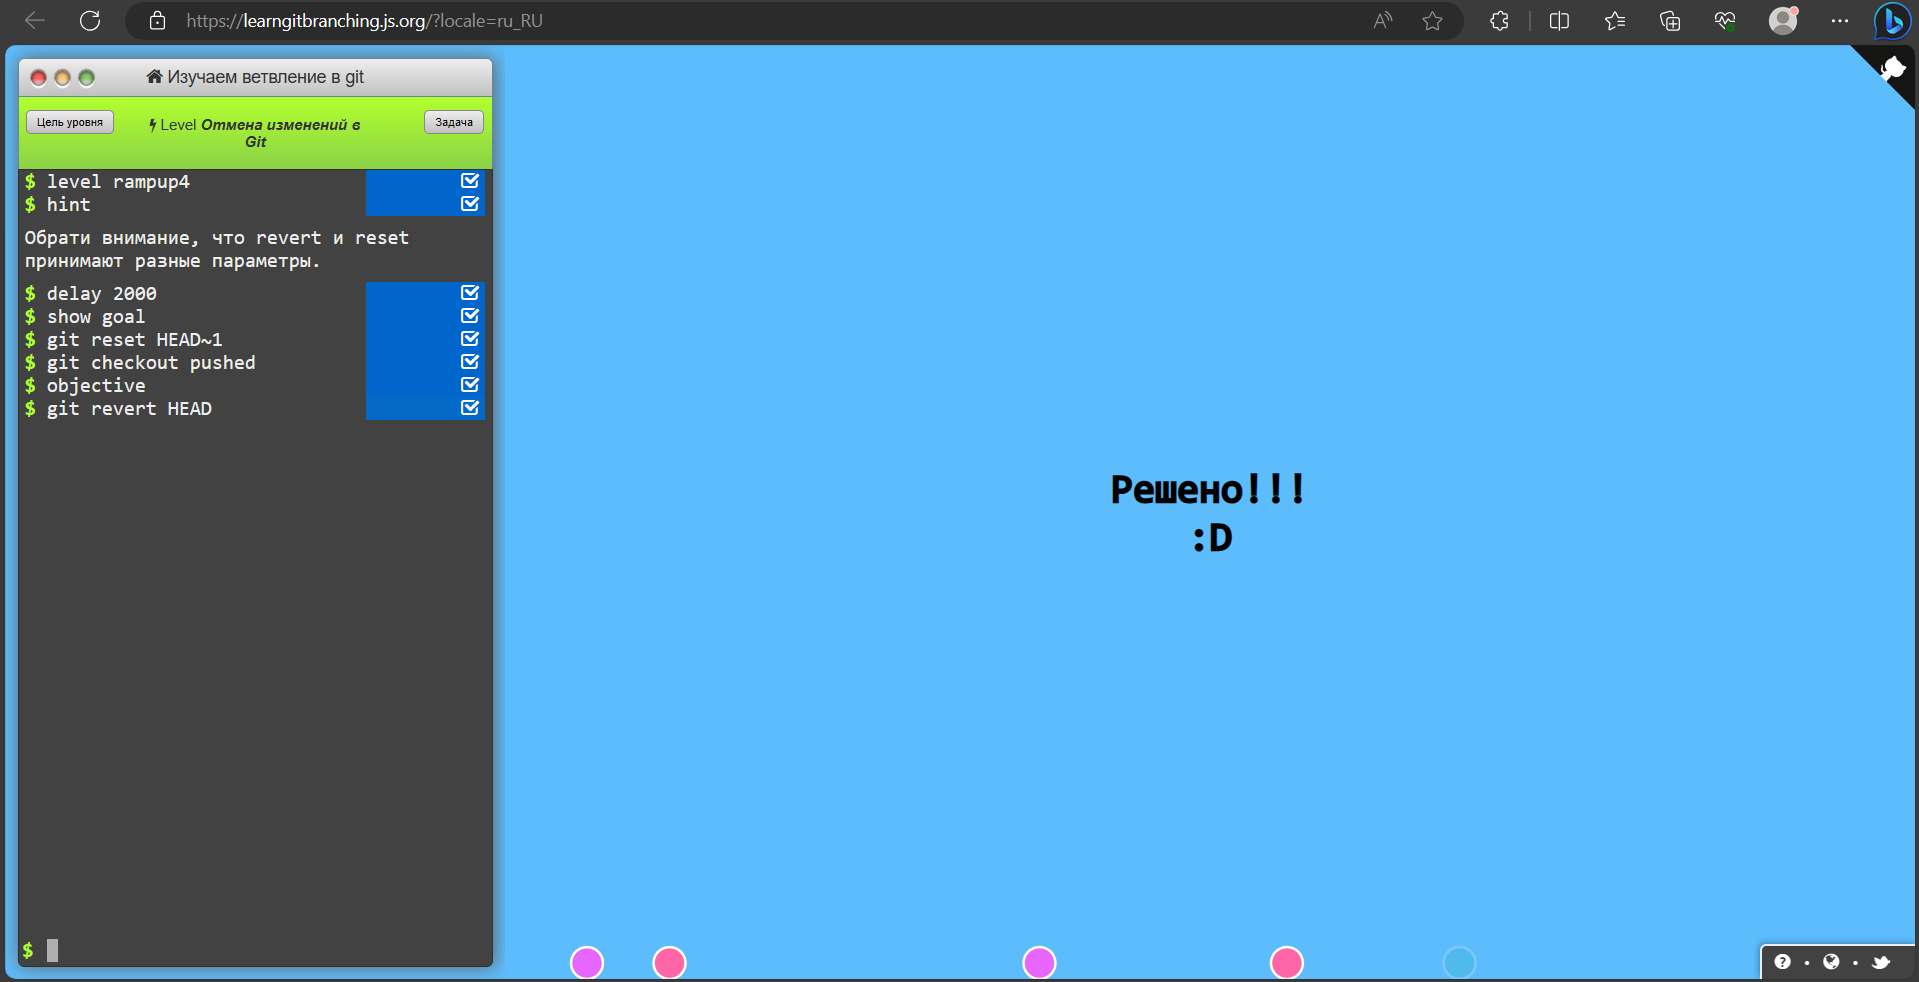 https://learngitbranching.js.org/?locale=ru_RU
Изучаем ветвление в git
Цель уровня
Level Отмена изменений в
Git
Задача
$ level rampup4
$ hint
Обрати внимание, что revert и reset
принимают разные параметры.
$ delay 2000
$ show goal
$ git reset HEAD~1
$ git checkout pushed
$ objective
$ git revert HEAD
$
Решено!!!
:D